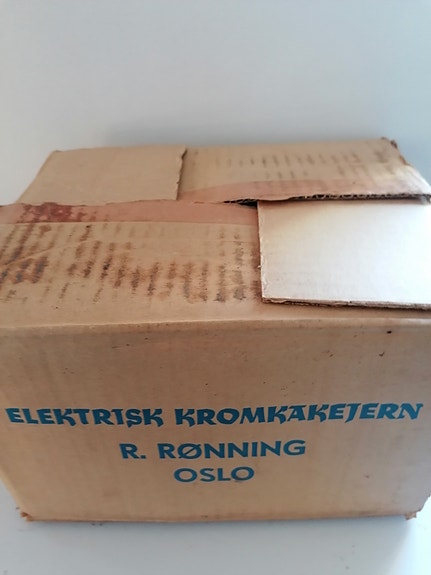 ELEKTRISK KROMKAKEJERN
R. RØNNING
OSLO